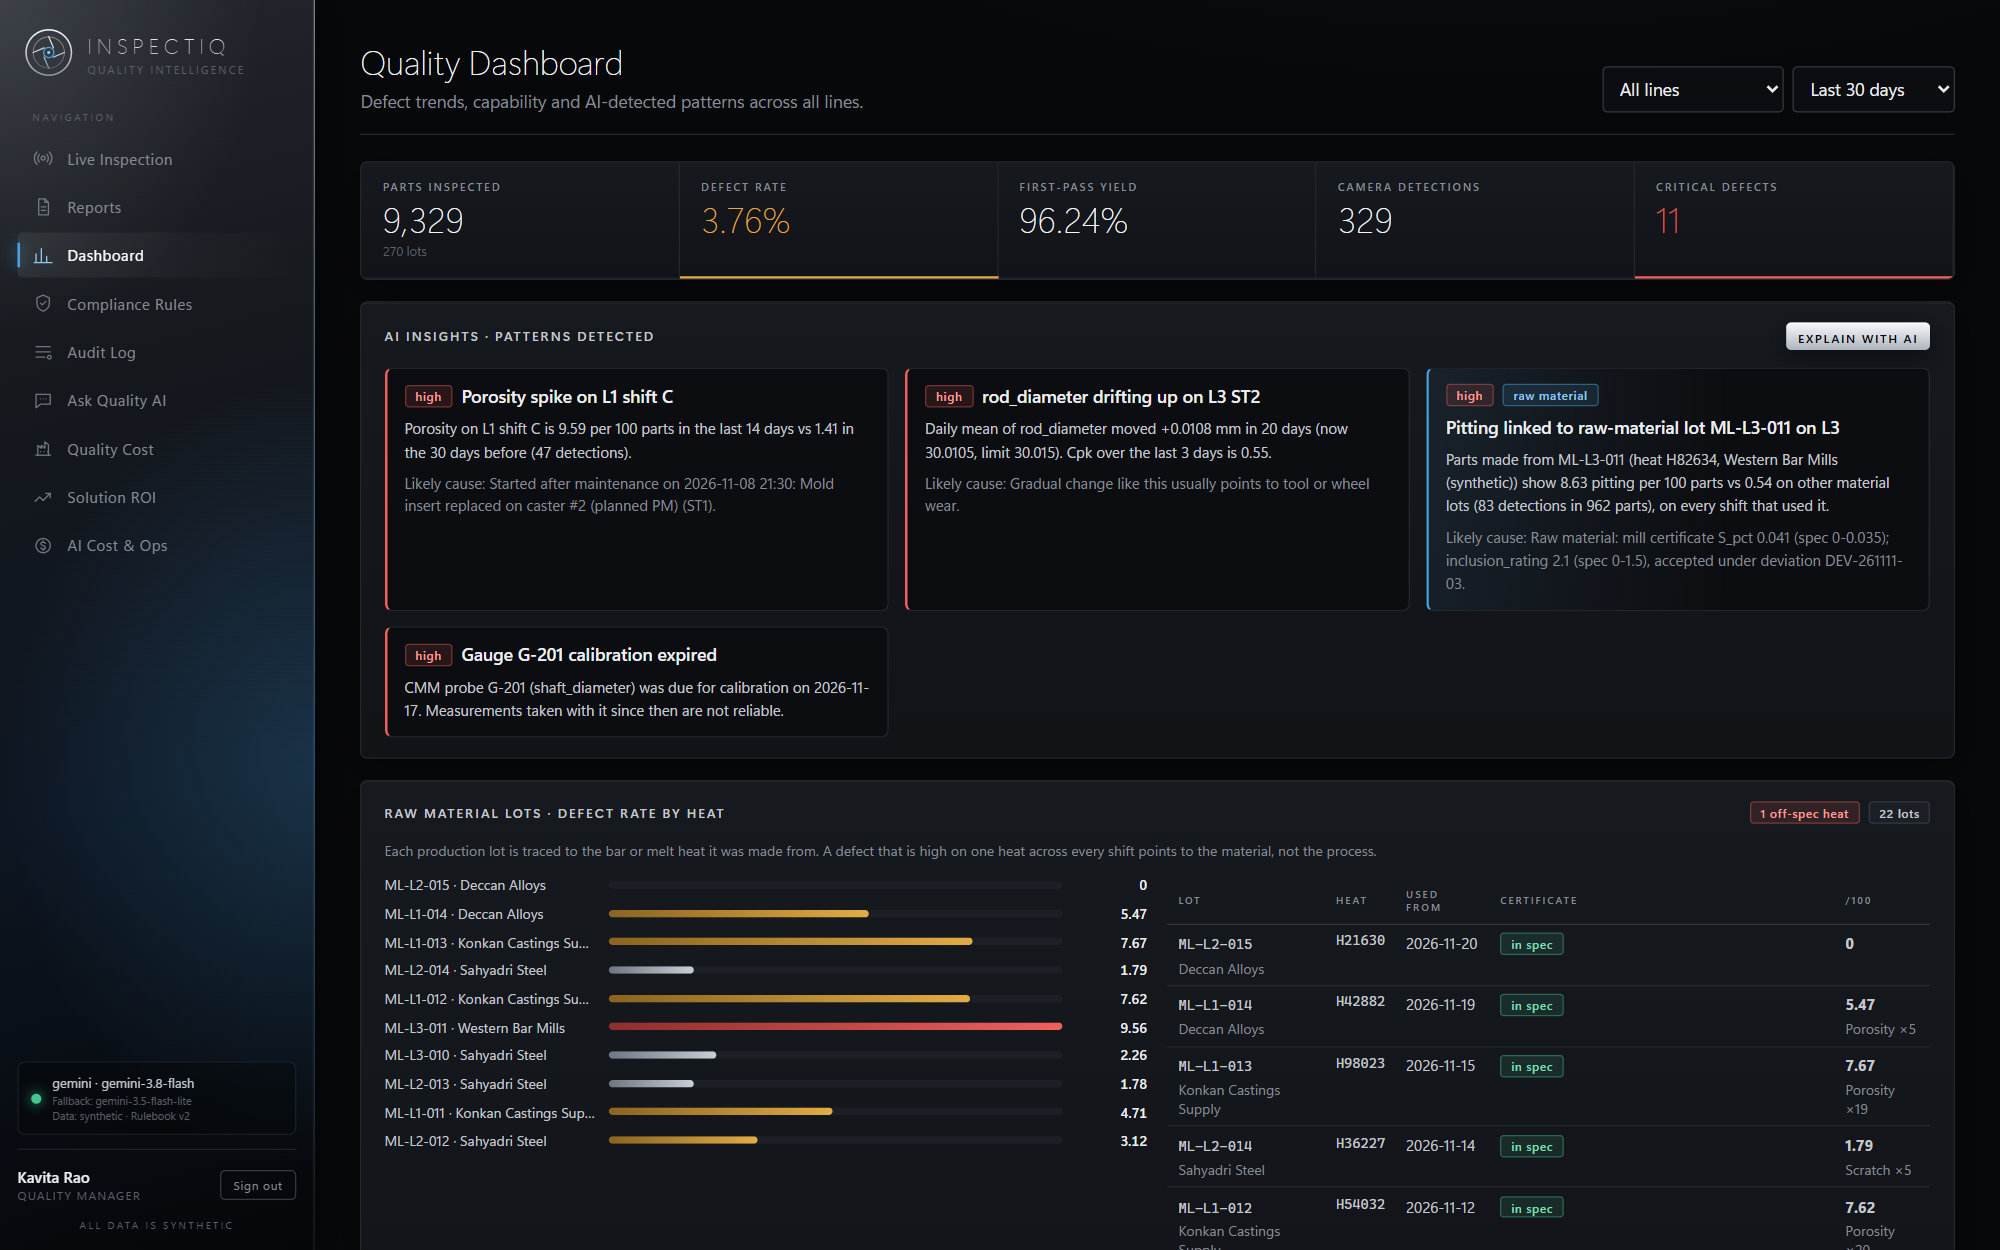 INSPECTIQ
QUALITY INTELLIGENCE
NAVIGATION
Live Inspection
Reports
Dashboard
Compliance Rules
Audit Log
Ask Quality AI
Quality Cost
Solution ROI
AI Cost & Ops
gemini · gemini-3.8-flash
Fallback: gemini-3.5-flash-lite
Data: synthetic · Rulebook v2
Kavita Rao
QUALITY MANAGER
Sign out
ALL DATA IS SYNTHETIC
Quality Dashboard
Defect trends, capability and AI-detected patterns across all lines.
All lines
Last 30 days
PARTS INSPECTED
9,329
270 lots
DEFECT RATE
3.76%
FIRST-PASS YIELD
96.24%
CAMERA DETECTIONS
329
CRITICAL DEFECTS
11
AI INSIGHTS · PATTERNS DETECTED
EXPLAIN WITH AI
high Porosity spike on L1 shift C
Porosity on L1 shift C is 9.59 per 100 parts in the last 14 days vs 1.41 in
the 30 days before (47 detections).
Likely cause: Started after maintenance on 2026-11-08 21:30: Mold
insert replaced on caster #2 (planned PM) (ST1).
high rod_diameter drifting up on L3 ST2
Daily mean of rod_diameter moved +0.0108 mm in 20 days (now
30.0105, limit 30.015). Cpk over the last 3 days is 0.55.
Likely cause: Gradual change like this usually points to tool or wheel
wear.
high raw material
Pitting linked to raw-material lot ML-L3-011 on L3
Parts made from ML-L3-011 (heat H82634, Western Bar Mills
(synthetic)) show 8.63 pitting per 100 parts vs 0.54 on other material
lots (83 detections in 962 parts), on every shift that used it.
Likely cause: Raw material: mill certificate S_pct 0.041 (spec 0-0.035);
inclusion_rating 2.1 (spec 0-1.5), accepted under deviation DEV-261111-
03.
high Gauge G-201 calibration expired
CMM probe G-201 (shaft_diameter) was due for calibration on 2026-11-
17. Measurements taken with it since then are not reliable.
RAW MATERIAL LOTS · DEFECT RATE BY HEAT
1 off-spec heat
22 lots
Each production lot is traced to the bar or melt heat it was made from. A defect that is high on one heat across every shift points to the material, not the process.
ML-L2-015 · Deccan Alloys 0
ML-L1-014 · Deccan Alloys 5.47
ML-L1-013 · Konkan Castings Su... 7.67
ML-L2-014 · Sahyadri Steel 1.79
ML-L1-012 · Konkan Castings Su... 7.62
ML-L3-011 · Western Bar Mills 9.56
ML-L3-010 · Sahyadri Steel 2.26
ML-L2-013 · Sahyadri Steel 1.78
ML-L1-011 · Konkan Castings Sup... 4.71
ML-L2-012 · Sahyadri Steel 3.12
LOT HEAT USED FROM CERTIFICATE /100
ML-L2-015 H21630 2026-11-20 in spec 0
Deccan Alloys
ML-L1-014 H42882 2026-11-19 in spec 5.47
Deccan Alloys Porosity ×5
ML-L1-013 H98023 2026-11-15 in spec 7.67
Konkan Castings Porosity
Supply ×19
ML-L2-014 H36227 2026-11-14 in spec 1.79
Sahyadri Steel Scratch ×5
ML-L1-012 H54032 2026-11-12 in spec 7.62
Konkan Castings Porosity
Supply ×20